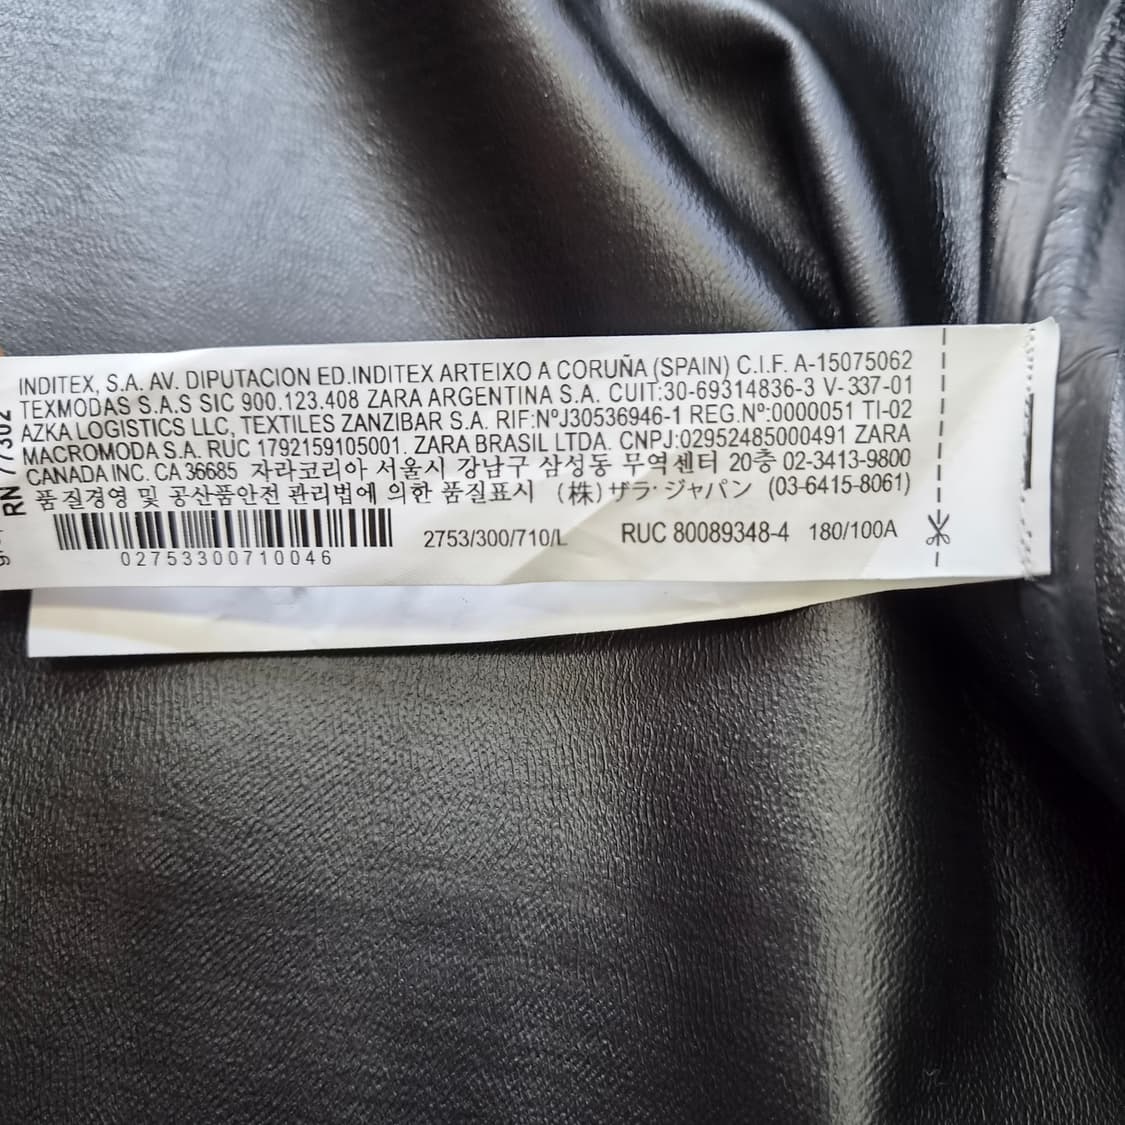 INDITEX, S.A. AV. DIPUTACION ED.INDITEX ARTEIXO A CORUÑA (SPAIN) C.I.F. A-15075062
TEXMODAS S.A.S SIC 900.123.408 ZARA ARGENTINA S.A. CUIT:30-69314836-3 V-337-01
AZKA LOGISTICS LLC, TEXTILES ZANZIBAR S.A. RIF:NºJ30536946-1 REG.Nº:0000051 TI-02
MACROMODA S.A. RUC 1792159105001. ZARA BRASIL LTDA. CNPJ:02952485000491 ZARA
CANADA INC. CA 36685 자라코리아 서울시 강남구 삼성동 무역센터 20층 02-3413-9800
품질경영 및 공산품안전 관리법에 의한 품질표시 (株)ザラ・ジャパン (03-6415-8061)
02753300710046
2753/300/710/L RUC 80089348-4 180/100A
RN 77302